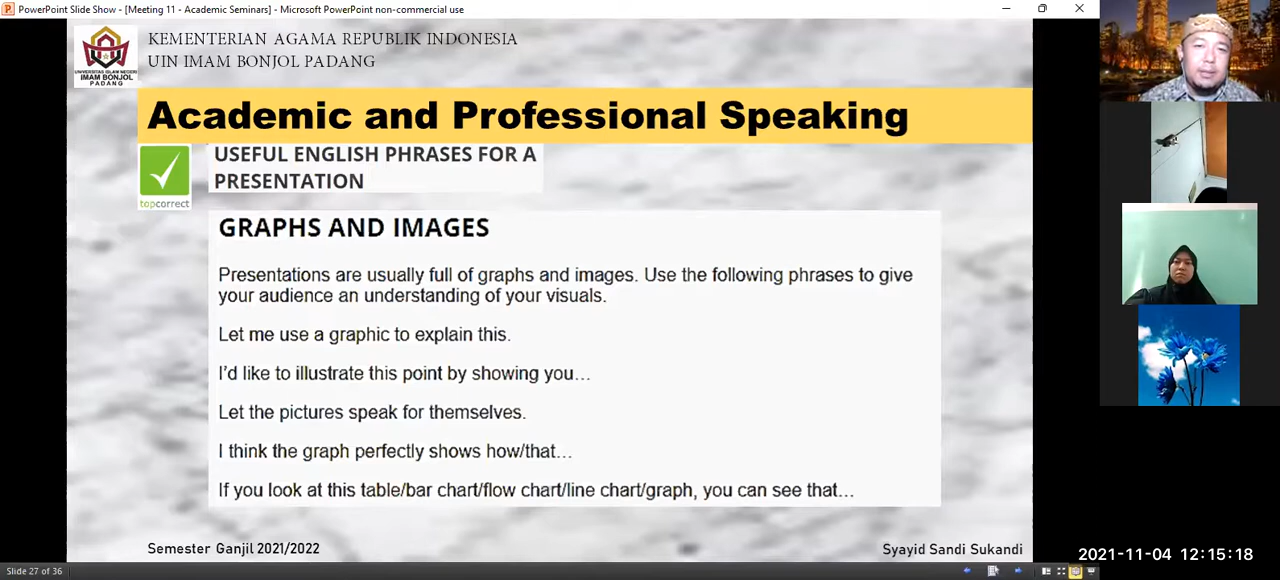 PowerPoint Slide Show - [Meeting 11 - Academic Seminars] - Microsoft PowerPoint non-commercial use
KEMENTERIAN AGAMA REPUBLIK INDONESIA
UIN IMAM BONJOL PADANG
UNIVERSITAS ISLAM NEGERI
IMAM BONJOL
PADANG
Academic and Professional Speaking
topcorrect
USEFUL ENGLISH PHRASES FOR A
PRESENTATION
GRAPHS AND IMAGES
Presentations are usually full of graphs and images. Use the following phrases to give
your audience an understanding of your visuals.
Let me use a graphic to explain this.
I'd like to illustrate this point by showing you...
Let the pictures speak for themselves.
I think the graph perfectly shows how/that...
If you look at this table/bar chart/flow chart/line chart/graph, you can see that...
Semester Ganjil 2021/2022
Syayid Sandi Sukandi
2021-11-04 12:15:18
Slide 27 of 36